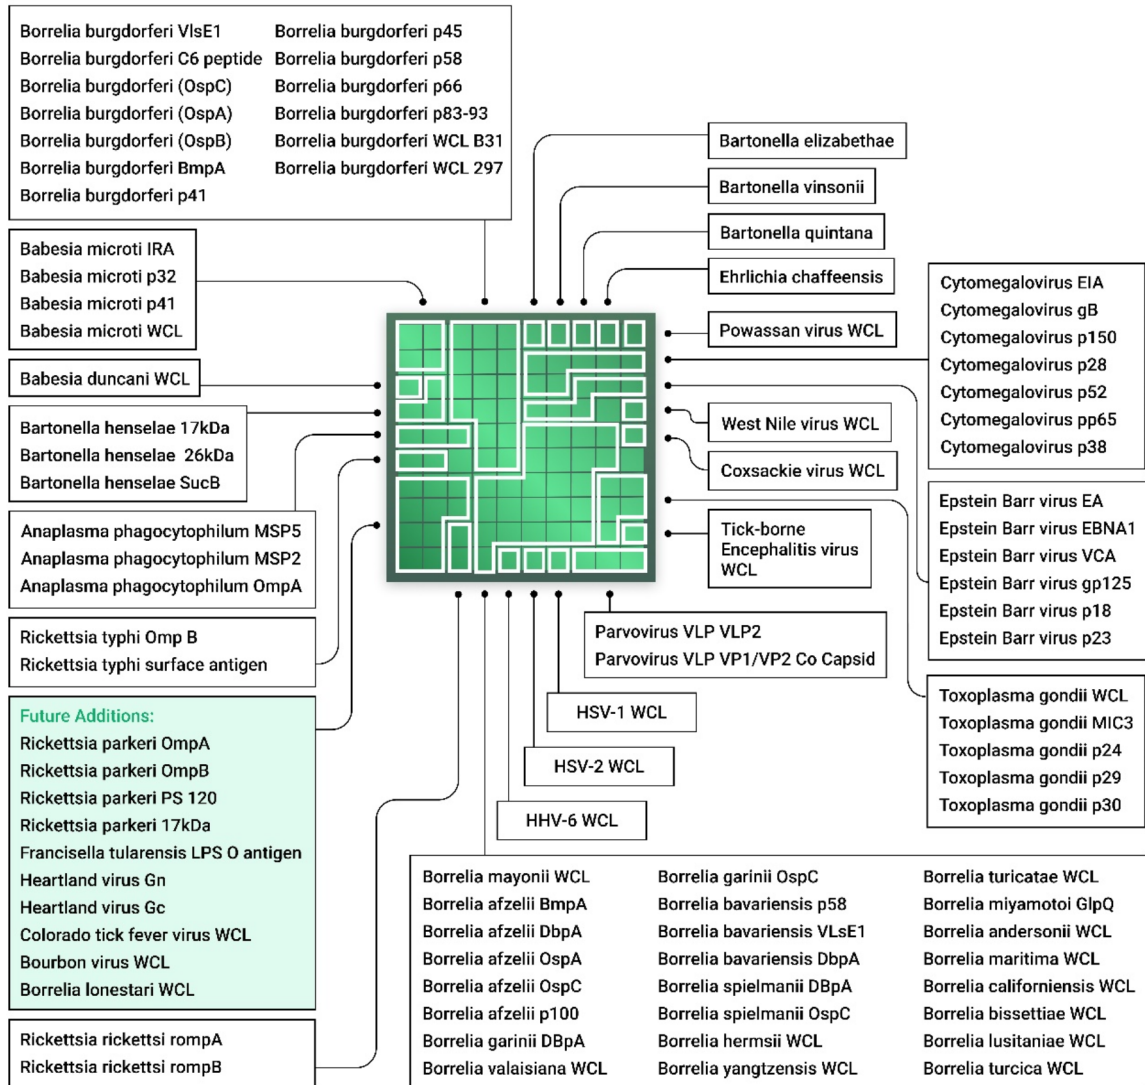 Borrelia burgdorferi VlsE1
Borrelia burgdorferi C6 peptide
Borrelia burgdorferi (OspC)
Borrelia burgdorferi (OspA)
Borrelia burgdorferi (OspB)
Borrelia burgdorferi BmpA
Borrelia burgdorferi p41
Borrelia burgdorferi p45
Borrelia burgdorferi p58
Borrelia burgdorferi p66
Borrelia burgdorferi p83-93
Borrelia burgdorferi WCL B31
Borrelia burgdorferi WCL 297
Babesia microti IRA
Babesia microti p32
Babesia microti p41
Babesia microti WCL
Babesia duncani WCL
Bartonella henselae 17kDa
Bartonella henselae 26kDa
Bartonella henselae SucB
Anaplasma phagocytophilum MSP5
Anaplasma phagocytophilum MSP2
Anaplasma phagocytophilum OmpA
Rickettsia typhi Omp B
Rickettsia typhi surface antigen
Future Additions:
Rickettsia parkeri OmpA
Rickettsia parkeri OmpB
Rickettsia parkeri PS 120
Rickettsia parkeri 17kDa
Francisella tularensis LPS O antigen
Heartland virus Gn
Heartland virus Gc
Colorado tick fever virus WCL
Bourbon virus WCL
Borrelia lonestari WCL
Rickettsia rickettsi rompA
Rickettsia rickettsi rompB
Bartonella elizabethae
Bartonella vinsonii
Bartonella quintana
Ehrlichia chaffeensis
Powassan virus WCL
West Nile virus WCL
Coxsackie virus WCL
Tick-borne
Encephalitis virus
WCL
Parvovirus VLP VLP2
Parvovirus VLP VP1/VP2 Co Capsid
HSV-1 WCL
HSV-2 WCL
HHV-6 WCL
Cytomegalovirus EIA
Cytomegalovirus gB
Cytomegalovirus p150
Cytomegalovirus p28
Cytomegalovirus p52
Cytomegalovirus pp65
Cytomegalovirus p38
Epstein Barr virus EA
Epstein Barr virus EBNA1
Epstein Barr virus VCA
Epstein Barr virus gp125
Epstein Barr virus p18
Epstein Barr virus p23
Toxoplasma gondii WCL
Toxoplasma gondii MIC3
Toxoplasma gondii p24
Toxoplasma gondii p29
Toxoplasma gondii p30
Borrelia mayonii WCL
Borrelia afzelii BmpA
Borrelia afzelii DbpA
Borrelia afzelii OspA
Borrelia afzelii OspC
Borrelia afzelii p100
Borrelia garinii DBpA
Borrelia valaisiana WCL
Borrelia garinii OspC
Borrelia bavariensis p58
Borrelia bavariensis VLsE1
Borrelia bavariensis DbpA
Borrelia spielmanii DBpA
Borrelia spielmanii OspC
Borrelia hermsii WCL
Borrelia yangtzensis WCL
Borrelia turicatae WCL
Borrelia miyamotoi GlpQ
Borrelia andersonii WCL
Borrelia maritima WCL
Borrelia californiensis WCL
Borrelia bissettiae WCL
Borrelia lusitaniae WCL
Borrelia turcica WCL